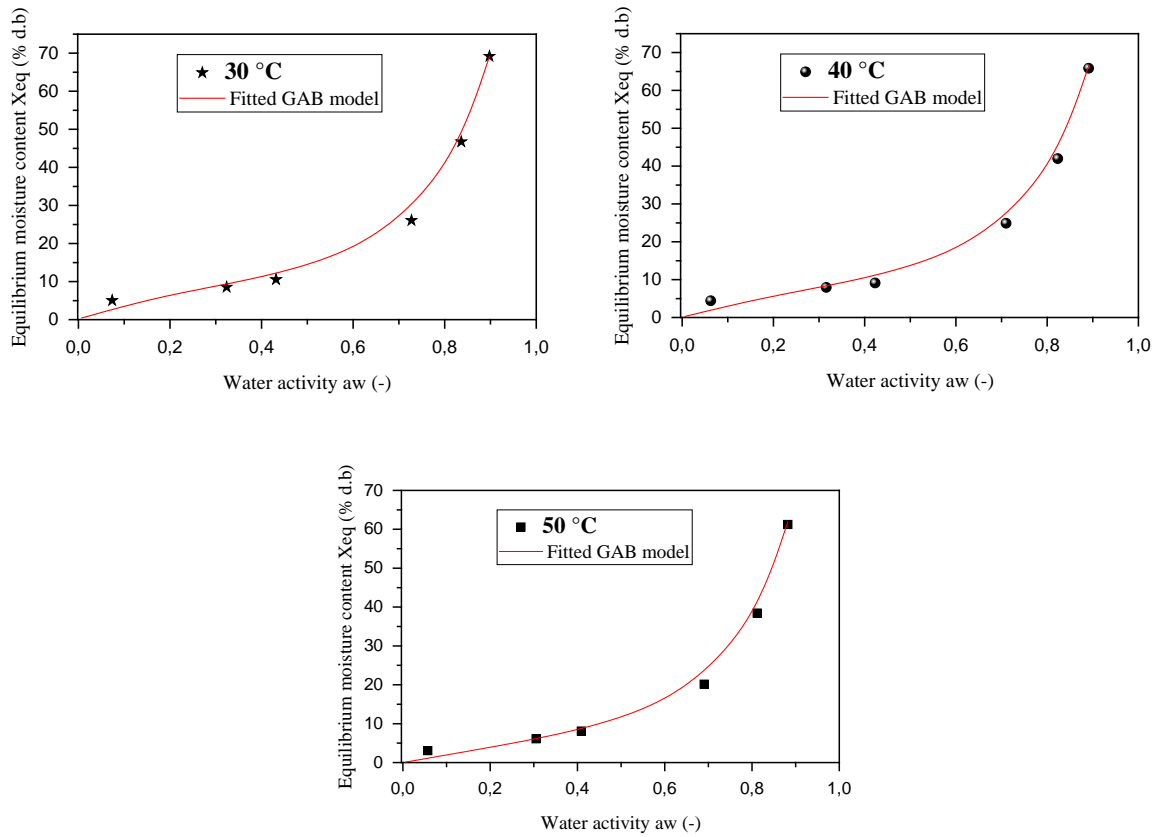 Equilibrium moisture content Xeq (% d.b)
70
60
50
40
30
20
10
0
30 °C
Fitted GAB model
0,0 0,2 0,4 0,6 0,8 1,0
Water activity aw (-)
Equilibrium moisture content Xeq (% d.b)
70
60
50
40
30
20
10
0
40 °C
Fitted GAB model
0,0 0,2 0,4 0,6 0,8 1,0
Water activity aw (-)
Equilibrium moisture content Xeq (% d.b)
70
60
50
40
30
20
10
0
50 °C
Fitted GAB model
0,0 0,2 0,4 0,6 0,8 1,0
Water activity aw (-)